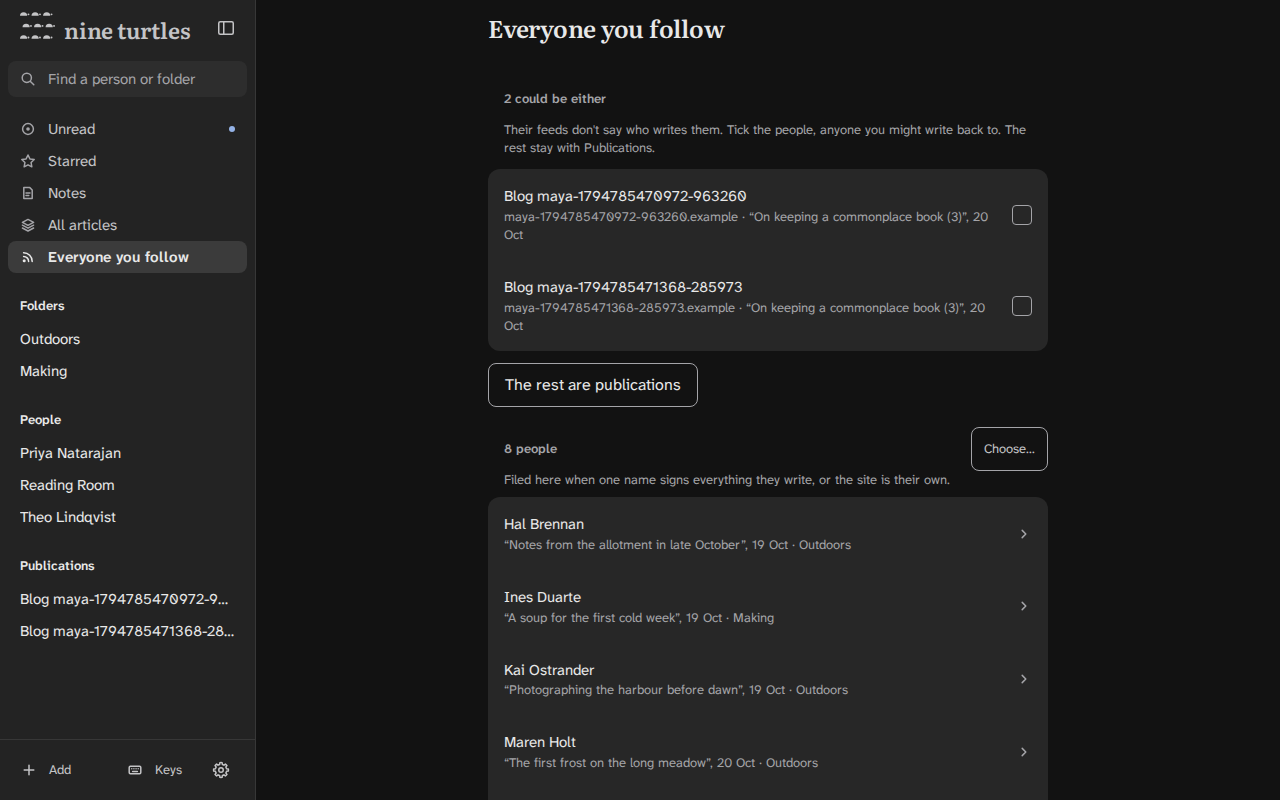 nine turtles
Find a person or folder
Unread
Starred
Notes
All articles
Everyone you follow
Folders
Outdoors
Making
People
Priya Natarajan
Reading Room
Theo Lindqvist
Publications
Blog maya-1794785470972-9...
Blog maya-1794785471368-28...
Add
Keys
Everyone you follow
2 could be either
Their feeds don't say who writes them. Tick the people, anyone you might write back to. The
rest stay with Publications.
Blog maya-1794785470972-963260
maya-1794785470972-963260.example · “On keeping a commonplace book (3)”, 20
Oct
Blog maya-1794785471368-285973
maya-1794785471368-285973.example · “On keeping a commonplace book (3)”, 20
Oct
The rest are publications
8 people
Choose...
Filed here when one name signs everything they write, or the site is their own.
Hal Brennan
“Notes from the allotment in late October”, 19 Oct · Outdoors
Ines Duarte
“A soup for the first cold week”, 19 Oct · Making
Kai Ostrander
“Photographing the harbour before dawn”, 19 Oct · Outdoors
Maren Holt
“The first frost on the long meadow”, 20 Oct · Outdoors